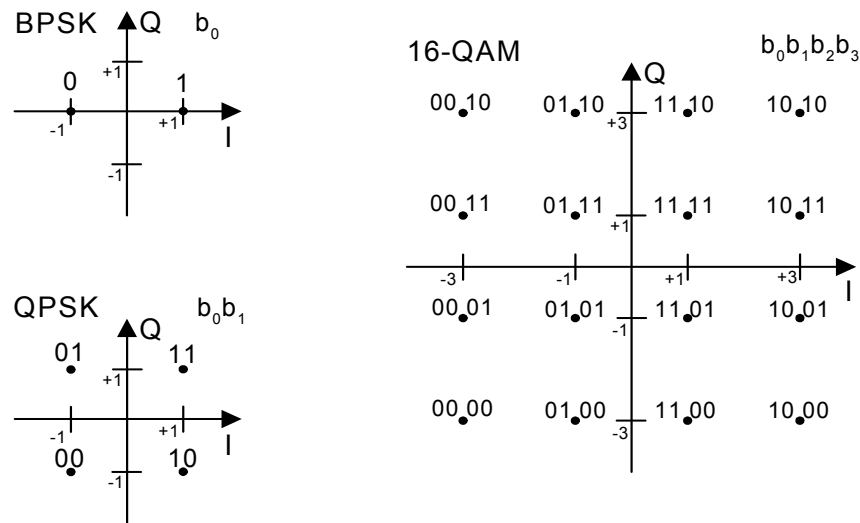 BPSK Q b₀
+1
0 1
-1 +1 I
-1
QPSK b₀b₁
Q
01 11
+1
-1 +1 I
00 10
-1
16-QAM b₀b₁b₂b₃
Q
00 10 01 10 11 10 10 10
+3
00 11 01 11 11 11 10 11
+1
-3 -1 +1 +3 I
00 01 01 01 11 01 10 01
-1
00 00 01 00 11 00 10 00
-3